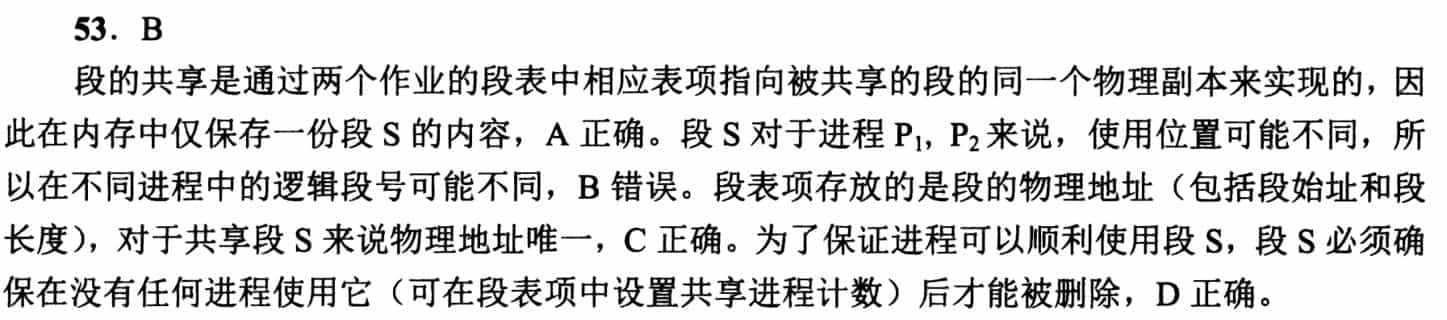 53．B
段的共享是通过两个作业的段表中相应表项指向被共享的段的同一个物理副本来实现的，因
此在内存中仅保存一份段 S 的内容，A 正确。段 S 对于进程 P₁, P₂来说，使用位置可能不同，所
以在不同进程中的逻辑段号可能不同，B 错误。段表项存放的是段的物理地址（包括段始址和段
长度），对于共享段 S 来说物理地址唯一，C 正确。为了保证进程可以顺利使用段 S，段 S 必须确
保在没有任何进程使用它（可在段表项中设置共享进程计数）后才能被删除，D 正确。